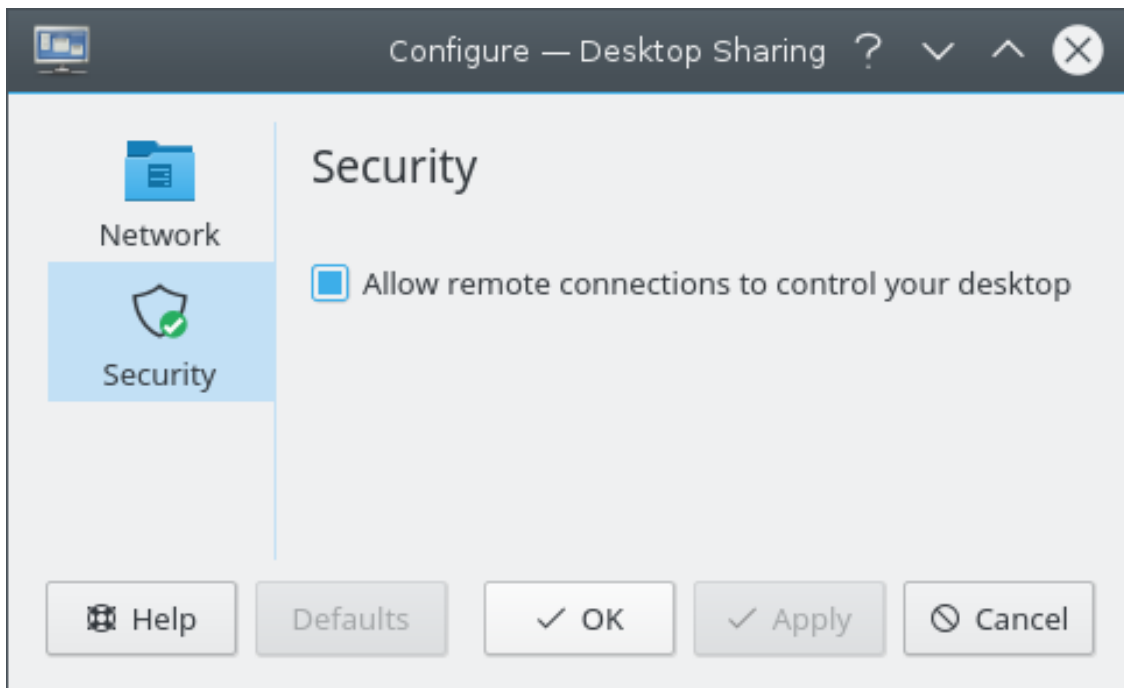 Configure — Desktop Sharing
Network
Security
Security
Allow remote connections to control your desktop
Help
Defaults
OK
Apply
Cancel